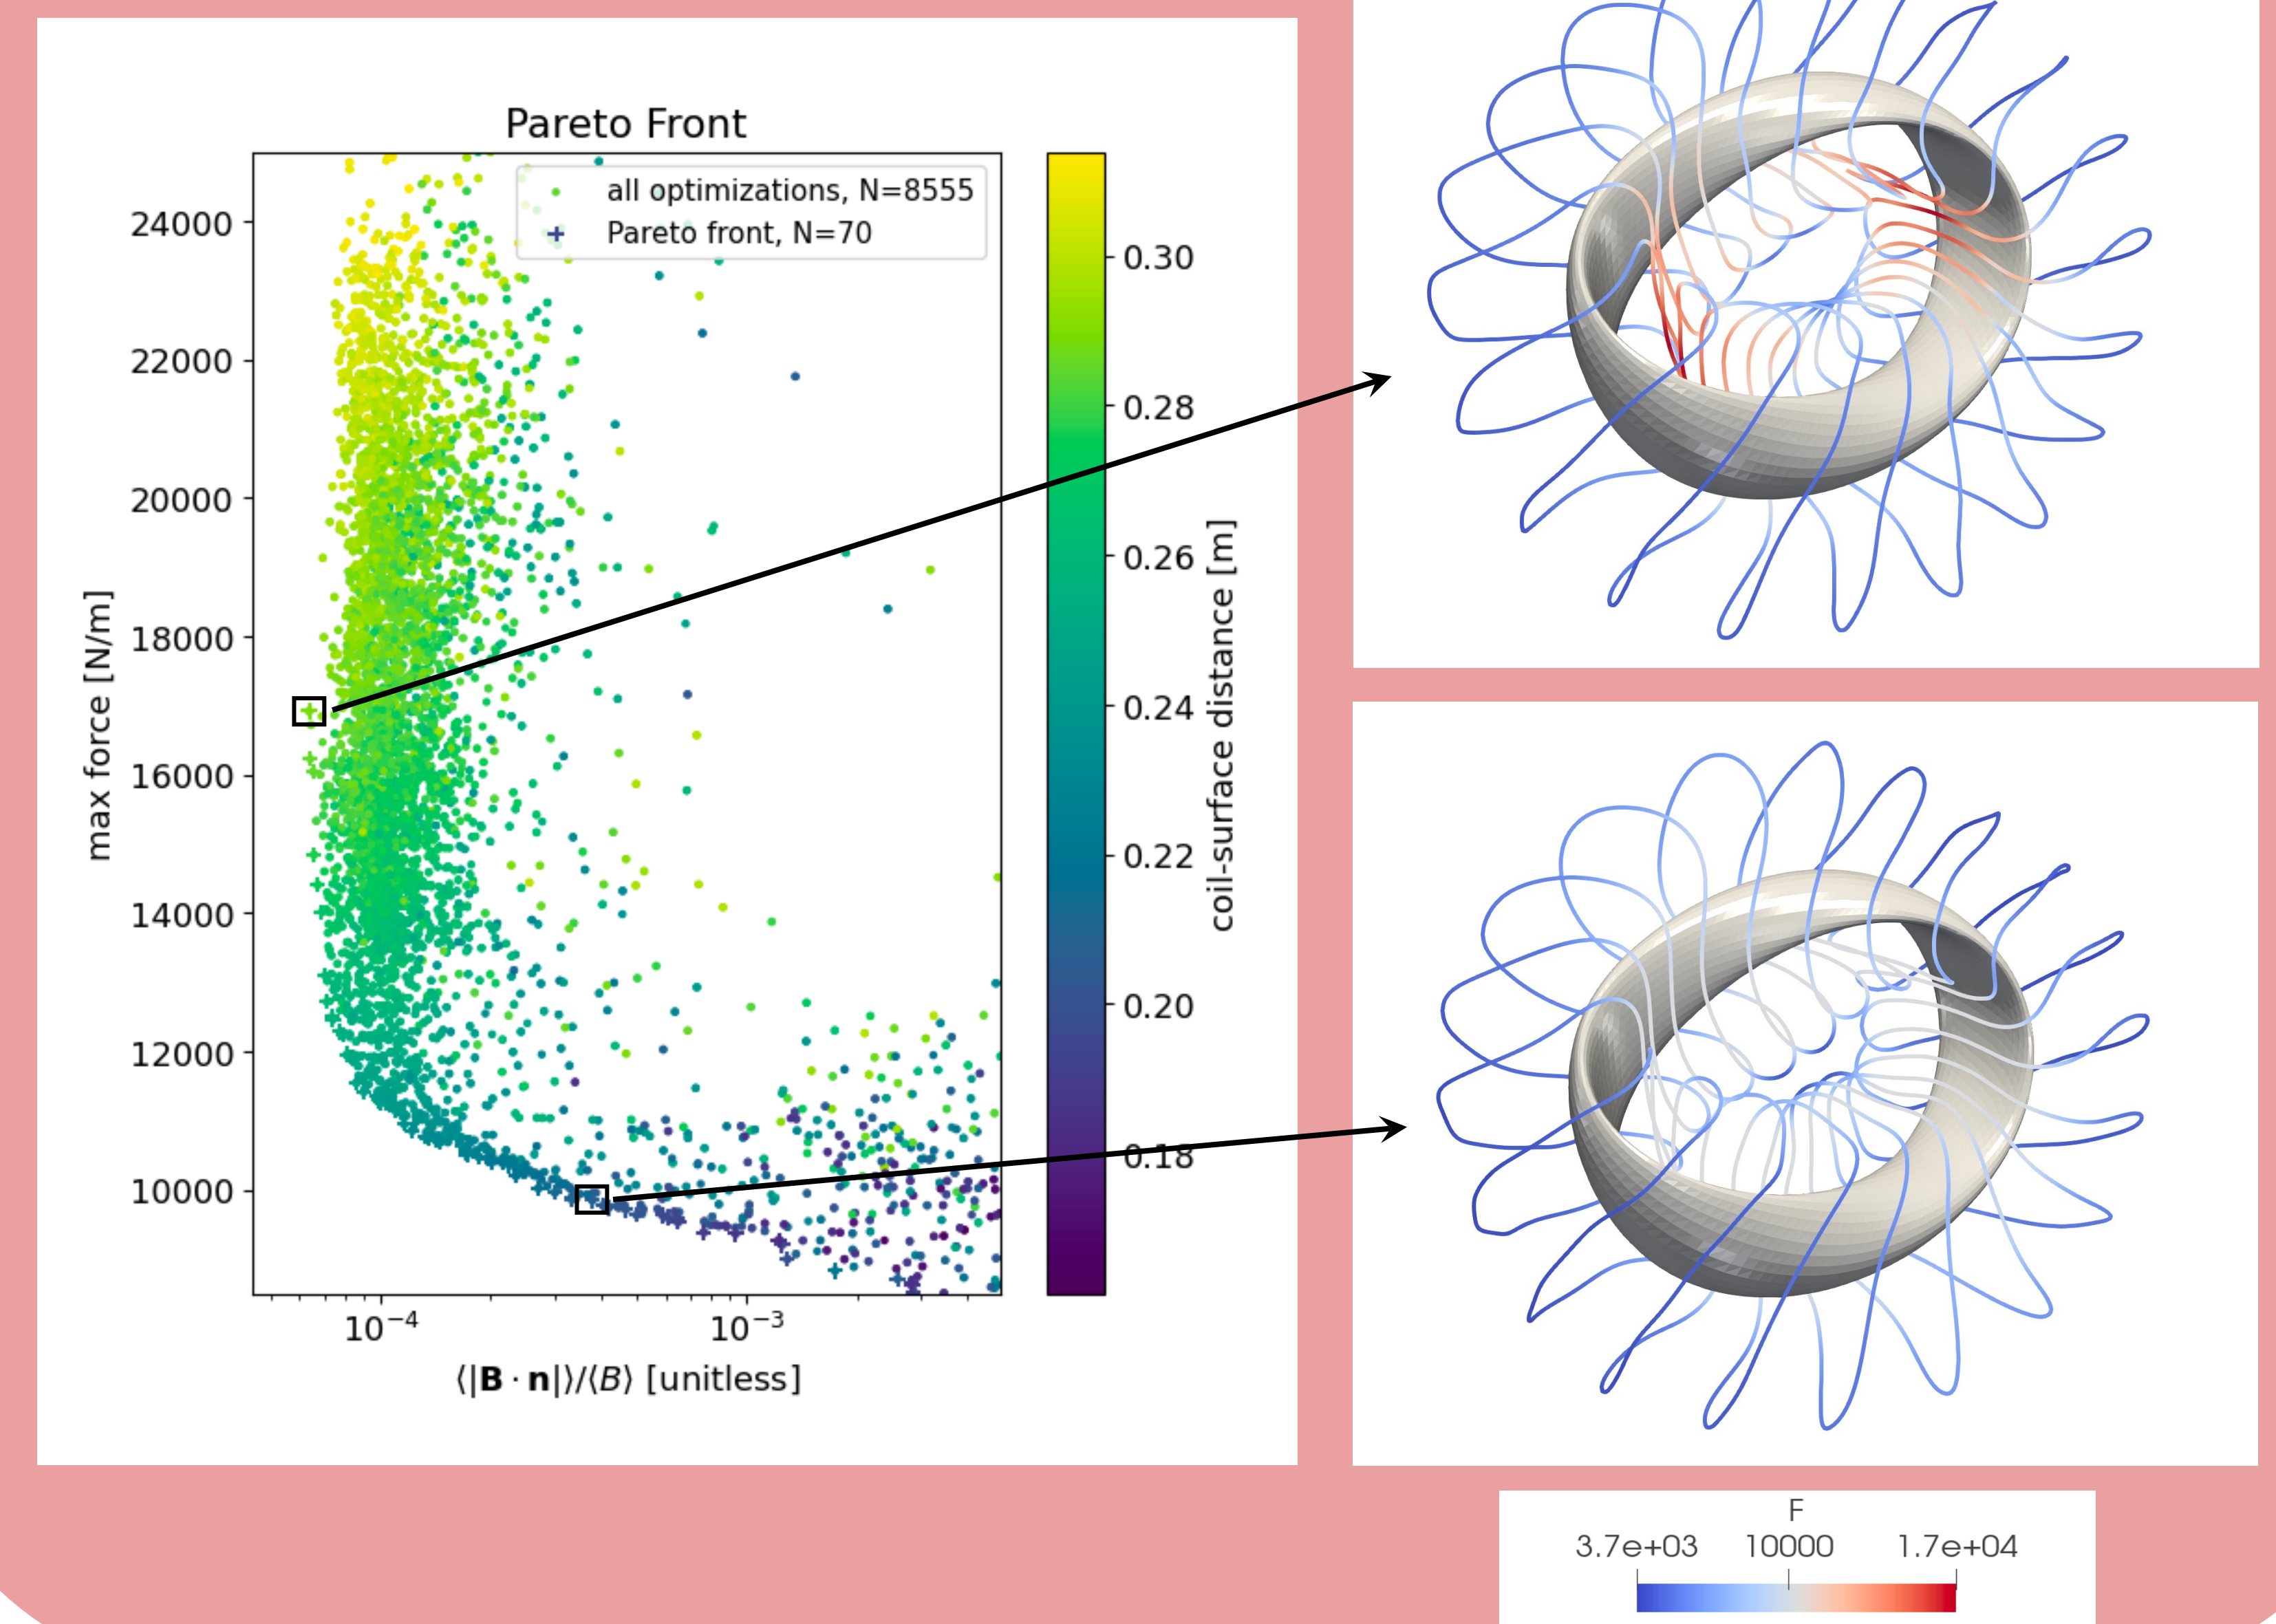 Pareto Front
all optimizations, N=8555
Pareto front, N=70
24000
22000
20000
18000
16000
14000
12000
10000
max force [N/m]
10⁻⁴
10⁻³
⟨|B · n|⟩/⟨B⟩ [unitless]
0.30
0.28
0.26
0.24
0.22
0.20
0.18
coil-surface distance [m]
F
3.7e+03 10000 1.7e+04